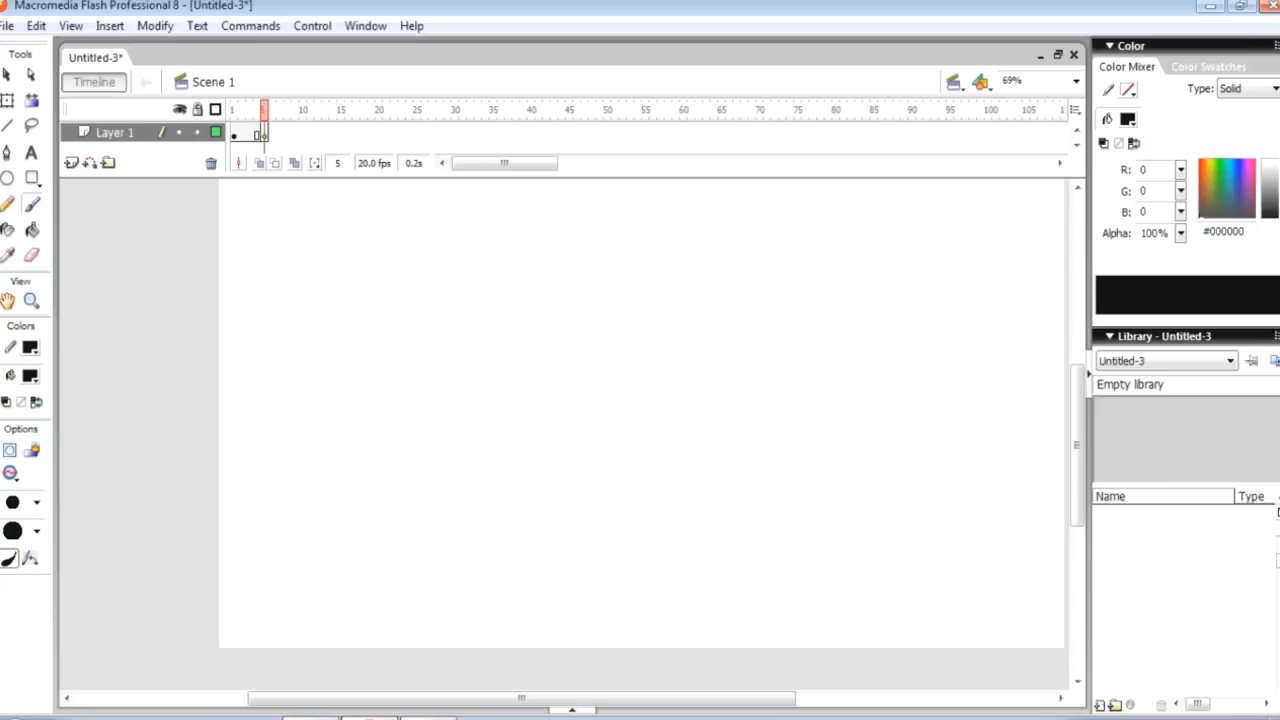 Macromedia Flash Professional 8 - [Untitled-3*]
File Edit View Insert Modify Text Commands Control Window Help
Tools
Untitled-3*
Timeline
Scene 1
69%
1 5 10 15 20 25 30 35 40 45 50 55 60 65 70 75 80 85 90 95 100 105 1
Layer 1
5 20.0 fps 0.2s
View
Colors
Options
Color
Color Mixer Color Swatches
Type: Solid
R: 0
G: 0
B: 0
Alpha: 100%
#000000
Library - Untitled-3
Untitled-3
Empty library
Name Type